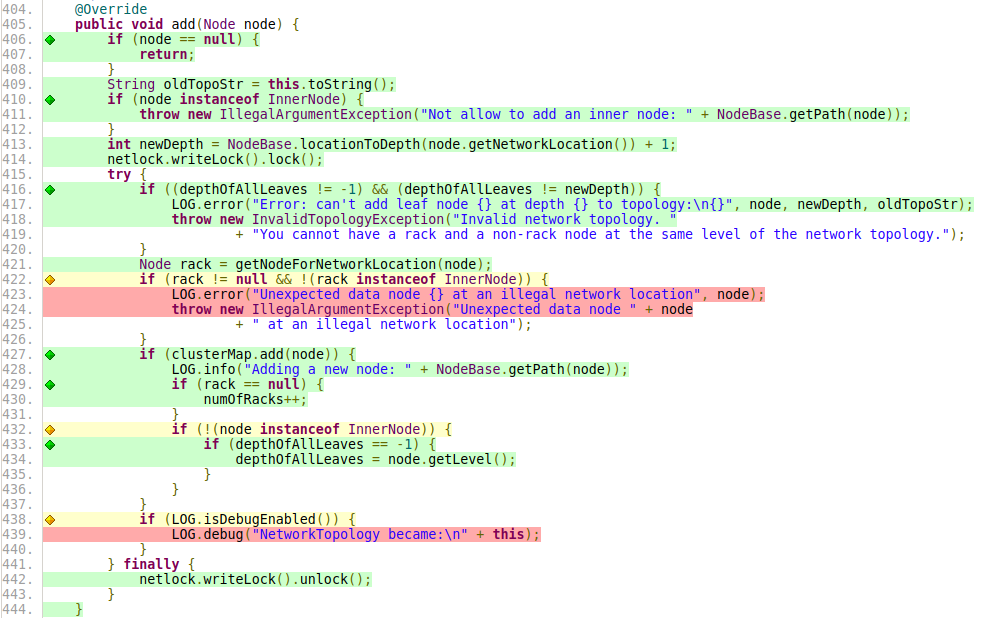 404. @Override
405. public void add(Node node) {
406. if (node == null) {
407. return;
408. }
409. String oldTopoStr = this.toString();
410. if (node instanceof InnerNode) {
411. throw new IllegalArgumentException("Not allow to add an inner node: " + NodeBase.getPath(node));
412. }
413. int newDepth = NodeBase.locationToDepth(node.getNetworkLocation()) + 1;
414. netlock.writeLock().lock();
415. try {
416. if ((depthOfAllLeaves != -1) && (depthOfAllLeaves != newDepth)) {
417. LOG.error("Error: can't add leaf node {} at depth {} to topology:\n{}", node, newDepth, oldTopoStr);
418. throw new InvalidTopologyException("Invalid network topology. "
419. + "You cannot have a rack and a non-rack node at the same level of the network topology.");
420. }
421. Node rack = getNodeForNetworkLocation(node);
422. if (rack != null && !(rack instanceof InnerNode)) {
423. LOG.error("Unexpected data node {} at an illegal network location", node);
424. throw new IllegalArgumentException("Unexpected data node " + node
425. + " at an illegal network location");
426. }
427. if (clusterMap.add(node)) {
428. LOG.info("Adding a new node: " + NodeBase.getPath(node));
429. if (rack == null) {
430. numOfRacks++;
431. }
432. if (!(node instanceof InnerNode)) {
433. if (depthOfAllLeaves == -1) {
434. depthOfAllLeaves = node.getLevel();
435. }
436. }
437. }
438. if (LOG.isDebugEnabled()) {
439. LOG.debug("NetworkTopology became:\n" + this);
440. }
441. } finally {
442. netlock.writeLock().unlock();
443. }
444. }